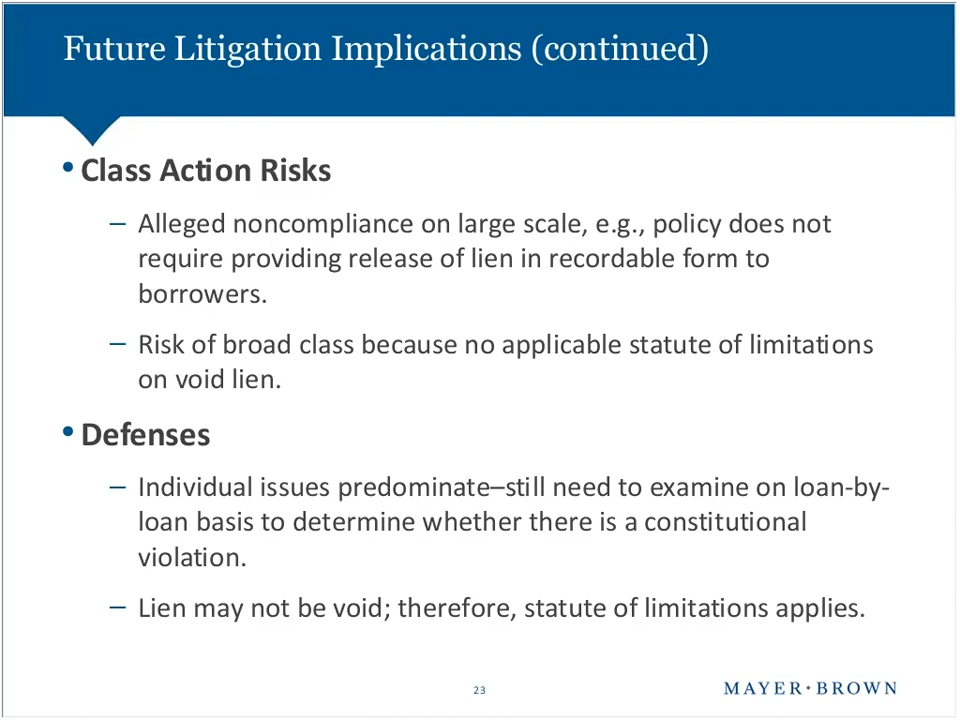 Future Litigation Implications (continued)
• Class Action Risks
– Alleged noncompliance on large scale, e.g., policy does not
require providing release of lien in recordable form to
borrowers.
– Risk of broad class because no applicable statute of limitations
on void lien.
• Defenses
– Individual issues predominate–still need to examine on loan-by-
loan basis to determine whether there is a constitutional
violation.
– Lien may not be void; therefore, statute of limitations applies.
23
MAYER • BROWN